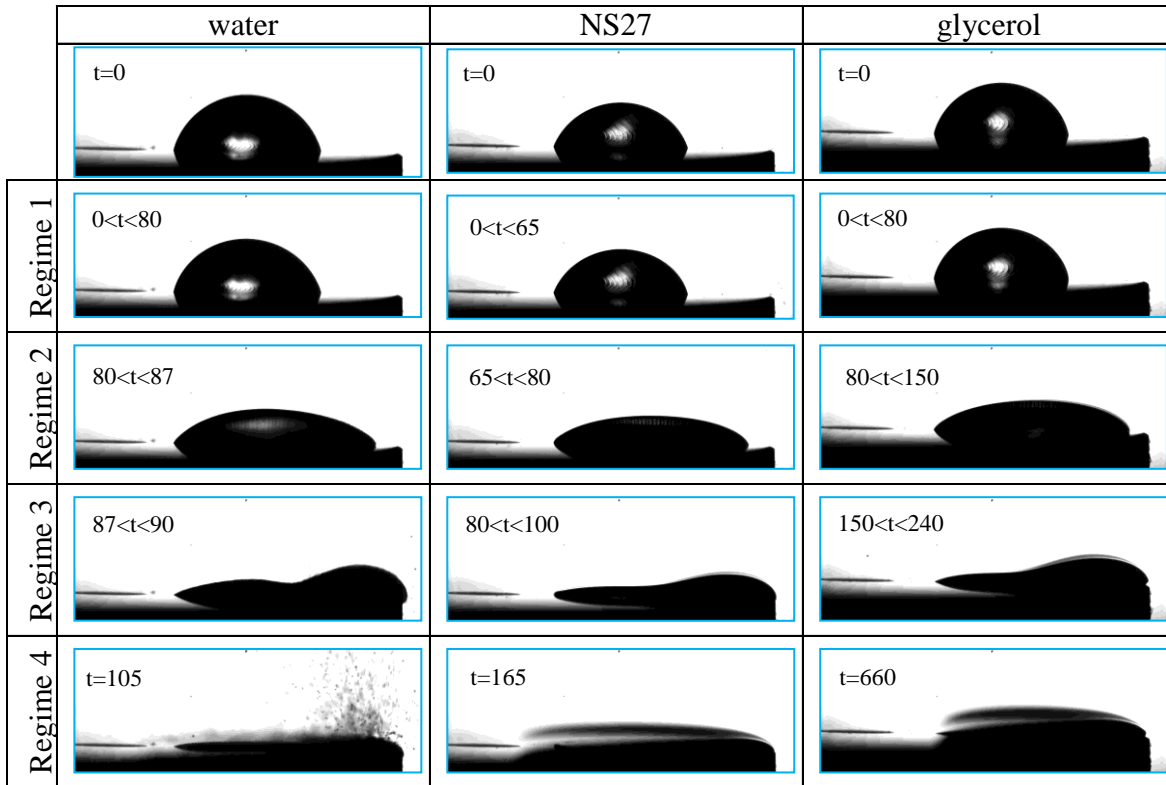 water NS27 glycerol
t=0 t=0 t=0
Regime 1 0<t<80 0<t<65 0<t<80
Regime 2 80<t<87 65<t<80 80<t<150
Regime 3 87<t<90 80<t<100 150<t<240
Regime 4 t=105 t=165 t=660